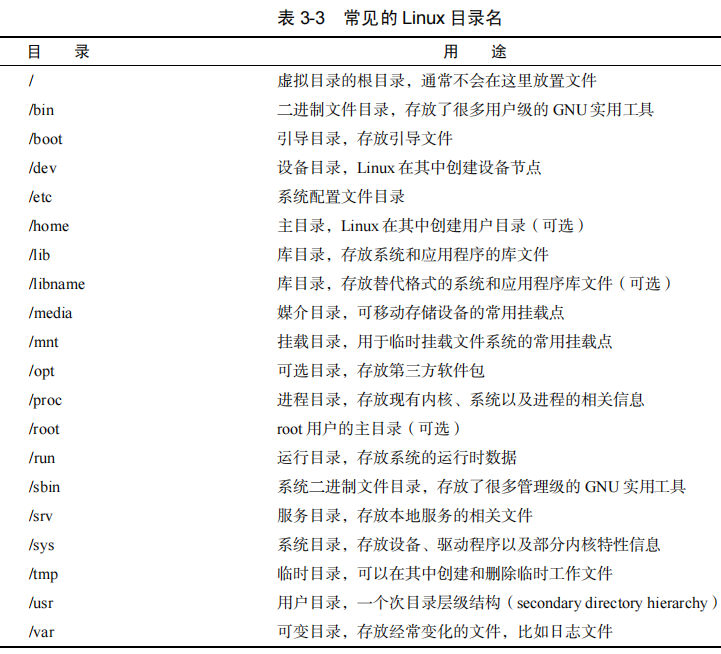 表 3-3 常见的 Linux 目录名
目 录 用 途
/ 虚拟目录的根目录，通常不会在这里放置文件
/bin 二进制文件目录，存放了很多用户级的 GNU 实用工具
/boot 引导目录，存放引导文件
/dev 设备目录，Linux 在其中创建设备节点
/etc 系统配置文件目录
/home 主目录，Linux 在其中创建用户目录（可选）
/lib 库目录，存放系统和应用程序的库文件
/libname 库目录，存放替代格式的系统和应用程序库文件（可选）
/media 媒介目录，可移动存储设备的常用挂载点
/mnt 挂载目录，用于临时挂载文件系统的常用挂载点
/opt 可选目录，存放第三方软件包
/proc 进程目录，存放现有内核、系统以及进程的相关信息
/root root 用户的主目录（可选）
/run 运行目录，存放系统的运行时数据
/sbin 系统二进制文件目录，存放了很多管理级的 GNU 实用工具
/srv 服务目录，存放本地服务的相关文件
/sys 系统目录，存放设备、驱动程序以及部分内核特性信息
/tmp 临时目录，可以在其中创建和删除临时工作文件
/usr 用户目录，一个次目录层级结构（secondary directory hierarchy）
/var 可变目录，存放经常变化的文件，比如日志文件